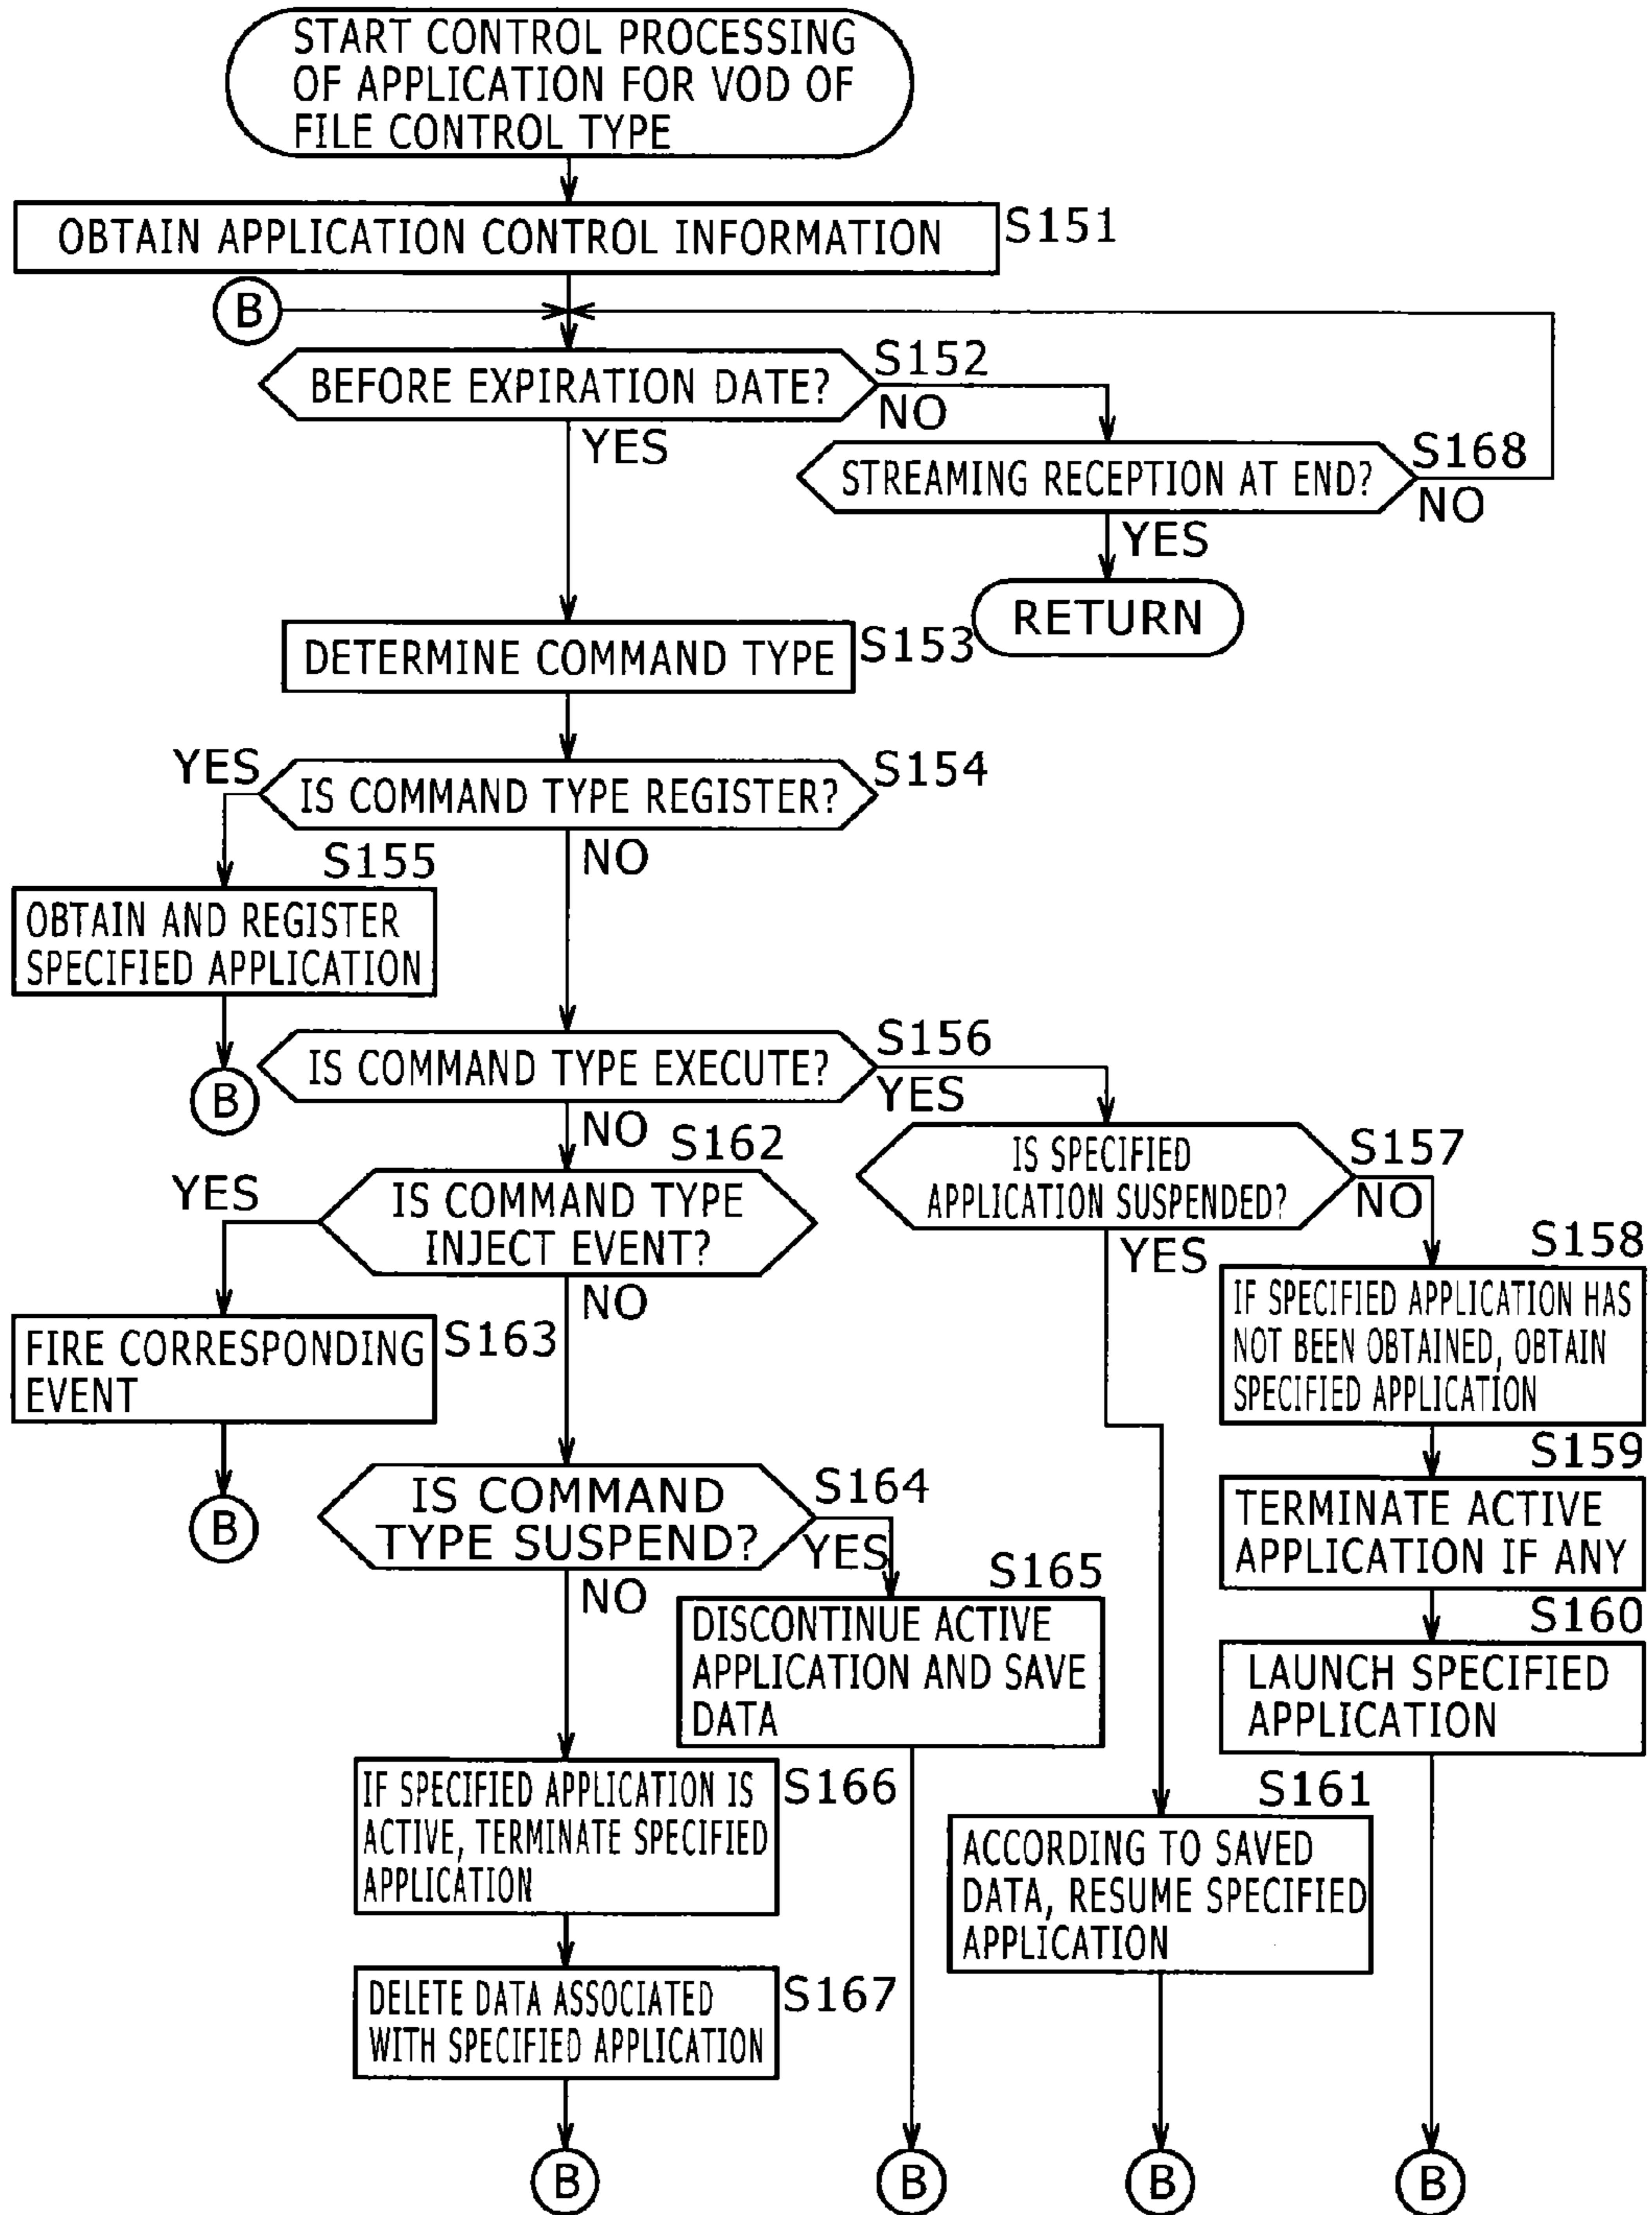 START CONTROL PROCESSING
OF APPLICATION FOR VOD OF
FILE CONTROL TYPE
OBTAIN APPLICATION CONTROL INFORMATION
S151
B
BEFORE EXPIRATION DATE?
S152
NO
YES
STREAMING RECEPTION AT END?
S168
NO
YES
RETURN
DETERMINE COMMAND TYPE
S153
YES
IS COMMAND TYPE REGISTER?
S154
NO
S155
OBTAIN AND REGISTER
SPECIFIED APPLICATION
B
IS COMMAND TYPE EXECUTE?
S156
YES
NO
IS SPECIFIED
APPLICATION SUSPENDED?
S157
NO
YES
S162
YES
IS COMMAND TYPE
INJECT EVENT?
NO
S158
IF SPECIFIED APPLICATION HAS
NOT BEEN OBTAINED, OBTAIN
SPECIFIED APPLICATION
FIRE CORRESPONDING
EVENT
S163
B
S159
TERMINATE ACTIVE
APPLICATION IF ANY
IS COMMAND
TYPE SUSPEND?
S164
YES
NO
S165
DISCONTINUE ACTIVE
APPLICATION AND SAVE
DATA
S160
LAUNCH SPECIFIED
APPLICATION
IF SPECIFIED APPLICATION IS
ACTIVE, TERMINATE SPECIFIED
APPLICATION
S166
S161
ACCORDING TO SAVED
DATA, RESUME SPECIFIED
APPLICATION
DELETE DATA ASSOCIATED
WITH SPECIFIED APPLICATION
S167
B
B
B
B